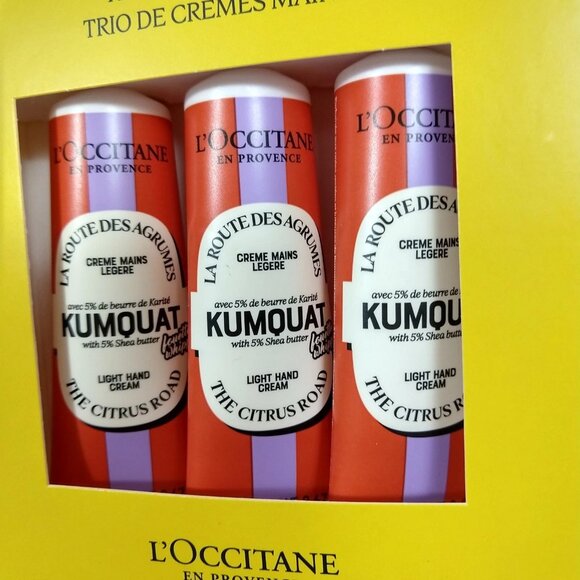 TRIO DE CRÈMES MAIN
L'OCCITANE
EN PROVENCE
LA ROUTE DES AGRUMES
CREME MAINS
LEGERE
avec 5% de beurre de Karité
KUMQUAT
with 5% Shea butter
LIGHT HAND
CREAM
THE CITRUS ROAD
L'OCCITANE
EN PROVENCE
LA ROUTE DES AGRUMES
CREME MAINS
LEGERE
avec 5% de beurre de Karité
KUMQUAT
with 5% Shea butter
LIGHT HAND
CREAM
THE CITRUS ROAD
L'OCCITAN
EN PROVEN
LA ROUTE DES A
CREME MAINS
LEGERE
avec 5% de beurre de
KUMQU
with 5% Shea butter
LIGHT HAND
CREAM
THE CITRUS RO
L'OCCITANE
EN PROVENCE